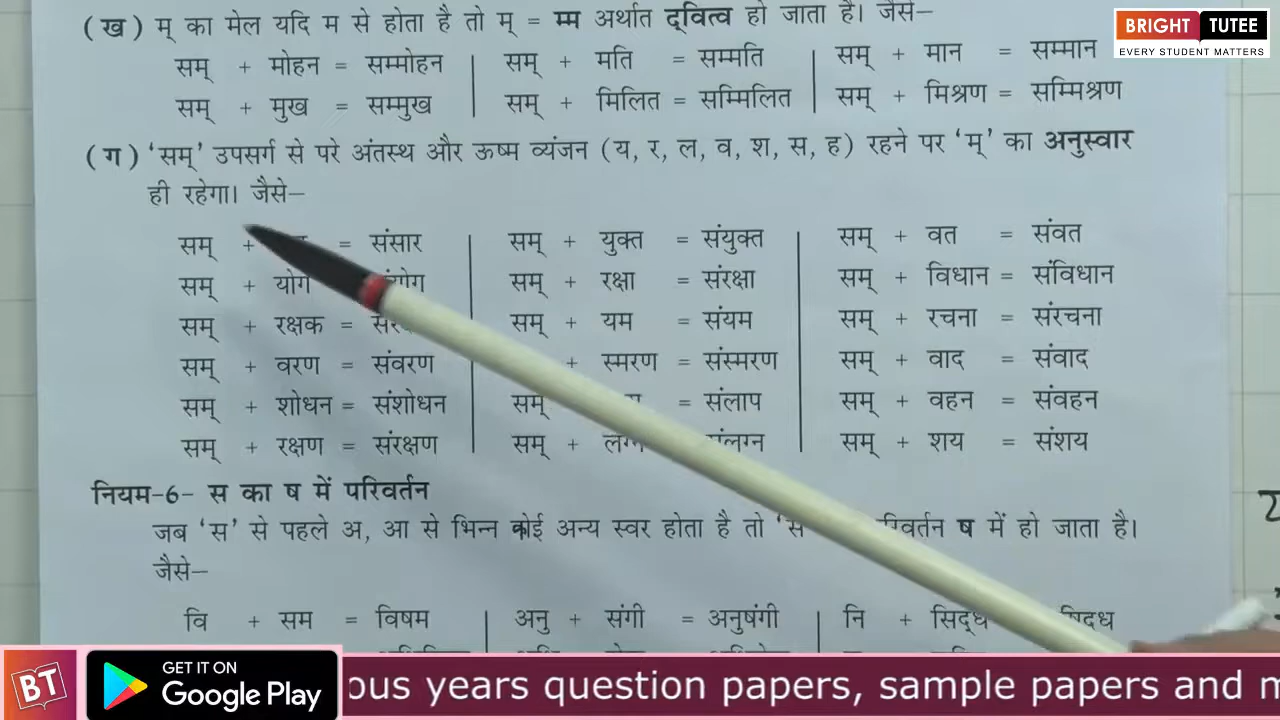 (ख) म् का मेल यदि म से होता है तो म् = म्म अर्थात द्‌वित्व हो जाता है। जैसे–
सम् + मोहन = सम्मोहन | सम् + मति = सम्मति | सम् + मान = सम्मान
सम् + मुख = सम्मुख | सम् + मिलित = सम्मिलित | सम् + मिश्रण = सम्मिश्रण
(ग) ‘सम्’ उपसर्ग से परे अंतस्थ और ऊष्म व्यंजन (य, र, ल, व, श, स, ह) रहने पर ‘म्’ का अनुस्वार
ही रहेगा। जैसे–
सम् + = संसार | सम् + युक्त = संयुक्त | सम् + वत = संवत
सम् + योग | सम् + रक्षा = संरक्षा | सम् + विधान = संविधान
सम् + रक्षक = | सम् + यम = संयम | सम् + रचना = संरचना
सम् + वरण = संवरण | + स्मरण = संस्मरण | सम् + वाद = संवाद
सम् + शोधन = संशोधन | सम् = संलाप | सम् + वहन = संवहन
सम् + रक्षण = संरक्षण | सम् + संलग्न | सम् + शय = संशय
नियम-6- स का ष में परिवर्तन
जब ‘स’ से पहले अ, आ से भिन्न कोई अन्य स्वर होता है तो ‘स ष में हो जाता है।
जैसे–
वि + सम = विषम | अनु + संगी = अनुषंगी | नि + सिद्‌ध
BRIGHT TUTEE
EVERY STUDENT MATTERS
BT
GET IT ON
Google Play
ous years question papers, sample papers and m